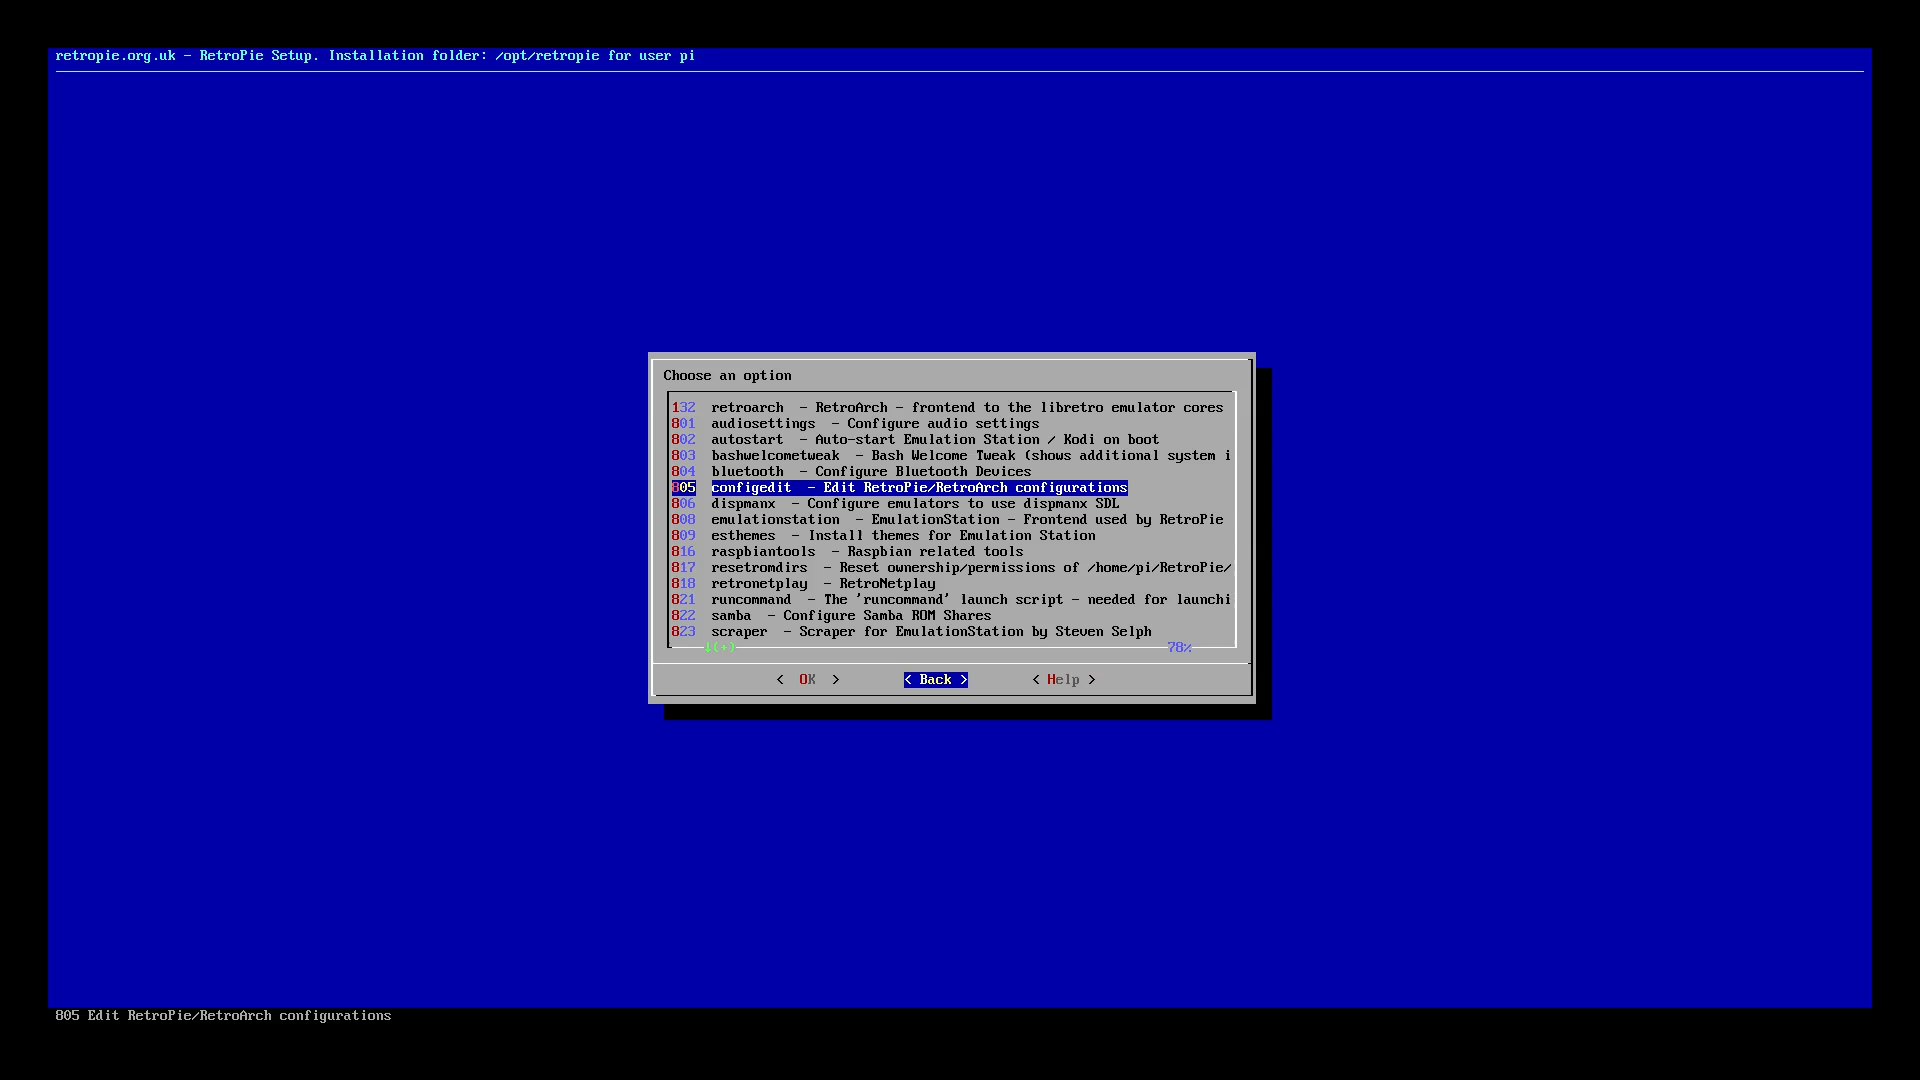 retropie.org.uk - RetroPie Setup. Installation folder: /opt/retropie for user pi
Choose an option
132 retroarch - RetroArch - frontend to the libretro emulator cores
801 audiosettings - Configure audio settings
802 autostart - Auto-start Emulation Station / Kodi on boot
803 bashwelcometweak - Bash Welcome Tweak (shows additional system i
804 bluetooth - Configure Bluetooth Devices
805 configedit - Edit RetroPie/RetroArch configurations
806 dispmanx - Configure emulators to use dispmanx SDL
808 emulationstation - EmulationStation - Frontend used by RetroPie
809 esthemes - Install themes for Emulation Station
816 raspbiantools - Raspbian related tools
817 resetromdirs - Reset ownership/permissions of /home/pi/RetroPie/
818 retronetplay - RetroNetplay
821 runcommand - The 'runcommand' launch script - needed for launchi
822 samba - Configure Samba ROM Shares
823 scraper - Scraper for EmulationStation by Steven Selph
↓(+) 78%
< OK > < Back > < Help >
805 Edit RetroPie/RetroArch configurations